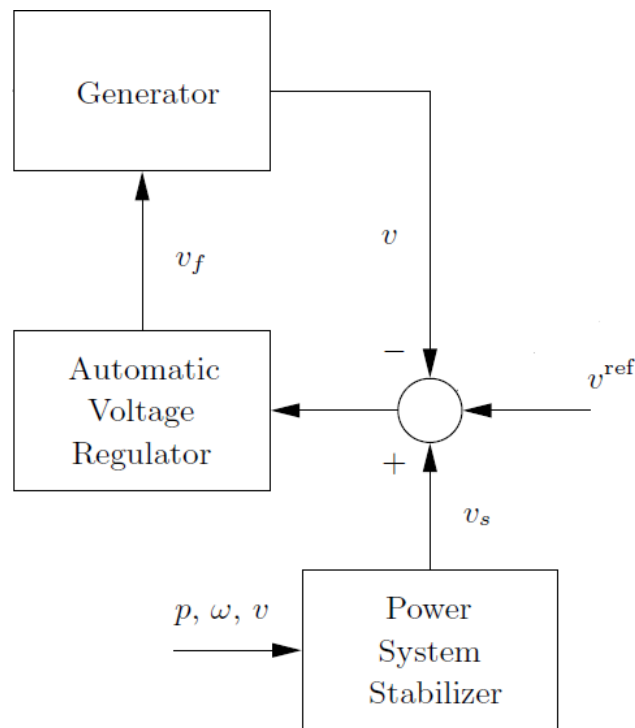 Generator
v
v_f
Automatic
Voltage
Regulator
−
v^ref
+
v_s
p, ω, v
Power
System
Stabilizer